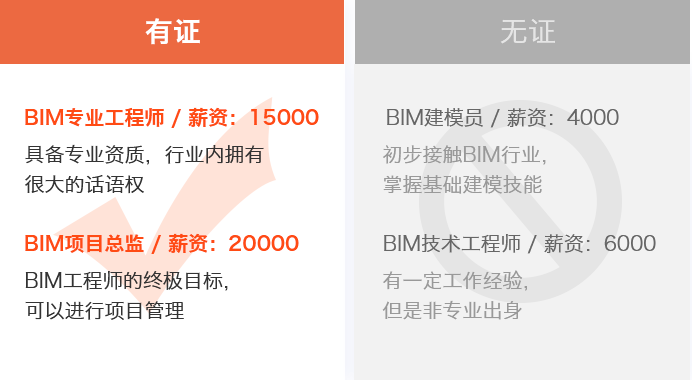 有证
BIM专业工程师 / 薪资：15000
具备专业资质，行业内拥有
很大的话语权
BIM项目总监 / 薪资：20000
BIM工程师的终极目标，
可以进行项目管理
无证
BIM建模员 / 薪资：4000
初步接触BIM行业，
掌握基础建模技能
BIM技术工程师 / 薪资：6000
有一定工作经验，
但是非专业出身